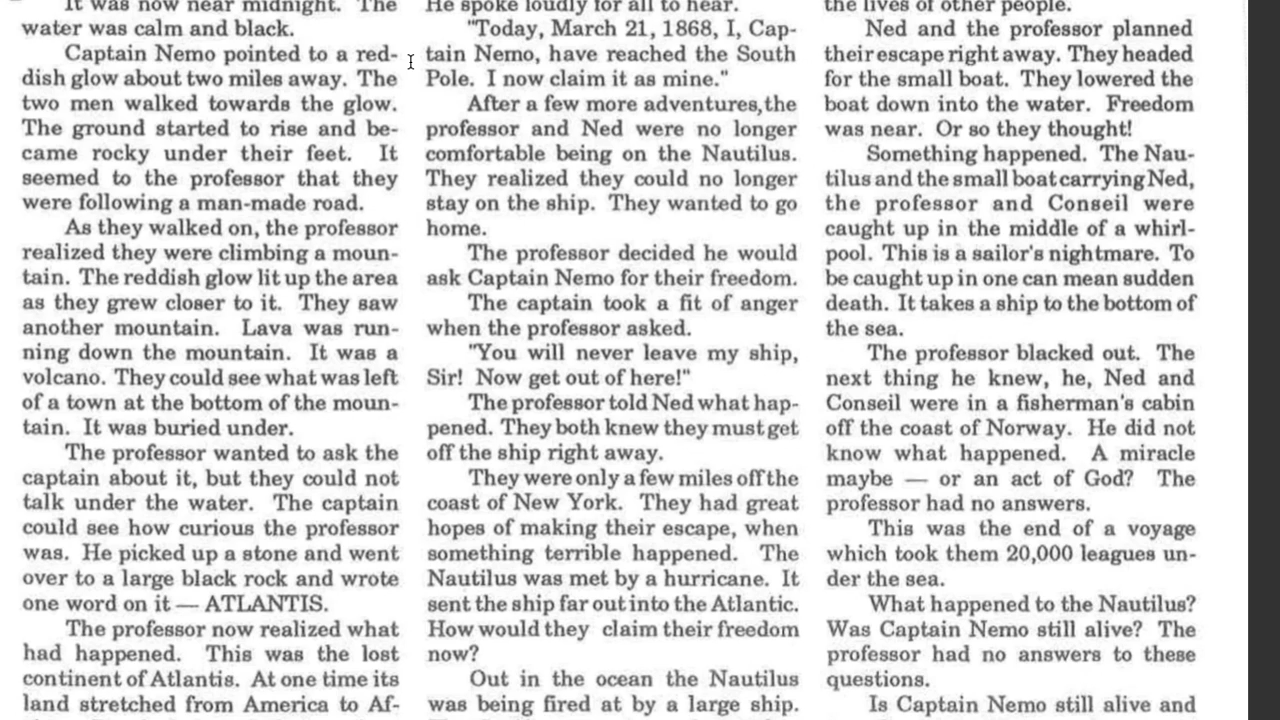 It was now near midnight. The
water was calm and black.
Captain Nemo pointed to a red-
dish glow about two miles away. The
two men walked towards the glow.
The ground started to rise and be-
came rocky under their feet. It
seemed to the professor that they
were following a man-made road.
As they walked on, the professor
realized they were climbing a moun-
tain. The reddish glow lit up the area
as they grew closer to it. They saw
another mountain. Lava was run-
ning down the mountain. It was a
volcano. They could see what was left
of a town at the bottom of the moun-
tain. It was buried under.
The professor wanted to ask the
captain about it, but they could not
talk under the water. The captain
could see how curious the professor
was. He picked up a stone and went
over to a large black rock and wrote
one word on it — ATLANTIS.
The professor now realized what
had happened. This was the lost
continent of Atlantis. At one time its
land stretched from America to Af-
He spoke loudly for all to hear.
"Today, March 21, 1868, I, Cap-
tain Nemo, have reached the South
Pole. I now claim it as mine."
After a few more adventures, the
professor and Ned were no longer
comfortable being on the Nautilus.
They realized they could no longer
stay on the ship. They wanted to go
home.
The professor decided he would
ask Captain Nemo for their freedom.
The captain took a fit of anger
when the professor asked.
"You will never leave my ship,
Sir! Now get out of here!"
The professor told Ned what hap-
pened. They both knew they must get
off the ship right away.
They were only a few miles off the
coast of New York. They had great
hopes of making their escape, when
something terrible happened. The
Nautilus was met by a hurricane. It
sent the ship far out into the Atlantic.
How would they claim their freedom
now?
Out in the ocean the Nautilus
was being fired at by a large ship.
the lives of other people.
Ned and the professor planned
their escape right away. They headed
for the small boat. They lowered the
boat down into the water. Freedom
was near. Or so they thought!
Something happened. The Nau-
tilus and the small boat carrying Ned,
the professor and Conseil were
caught up in the middle of a whirl-
pool. This is a sailor's nightmare. To
be caught up in one can mean sudden
death. It takes a ship to the bottom of
the sea.
The professor blacked out. The
next thing he knew, he, Ned and
Conseil were in a fisherman's cabin
off the coast of Norway. He did not
know what happened. A miracle
maybe — or an act of God? The
professor had no answers.
This was the end of a voyage
which took them 20,000 leagues un-
der the sea.
What happened to the Nautilus?
Was Captain Nemo still alive? The
professor had no answers to these
questions.
Is Captain Nemo still alive and